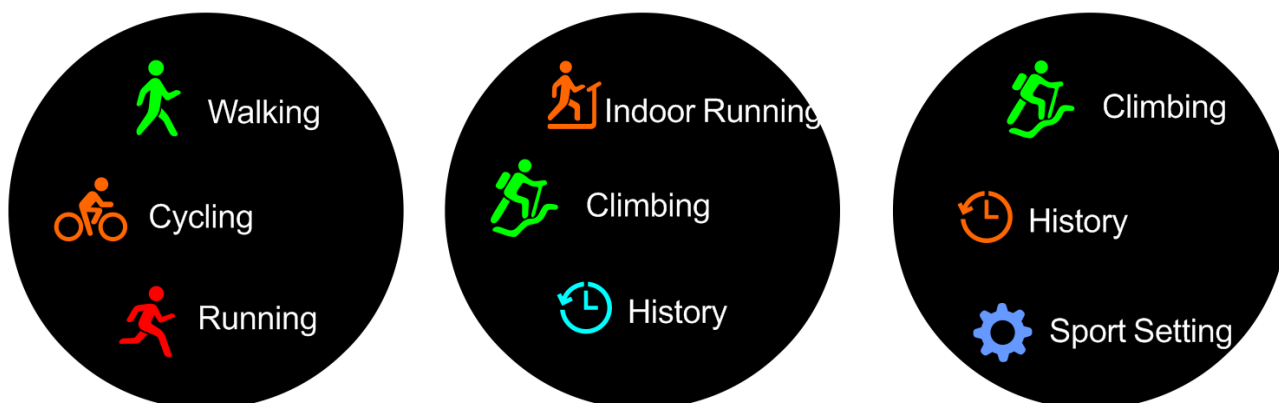 Walking
Cycling
Running
Indoor Running
Climbing
History
Climbing
History
Sport Setting